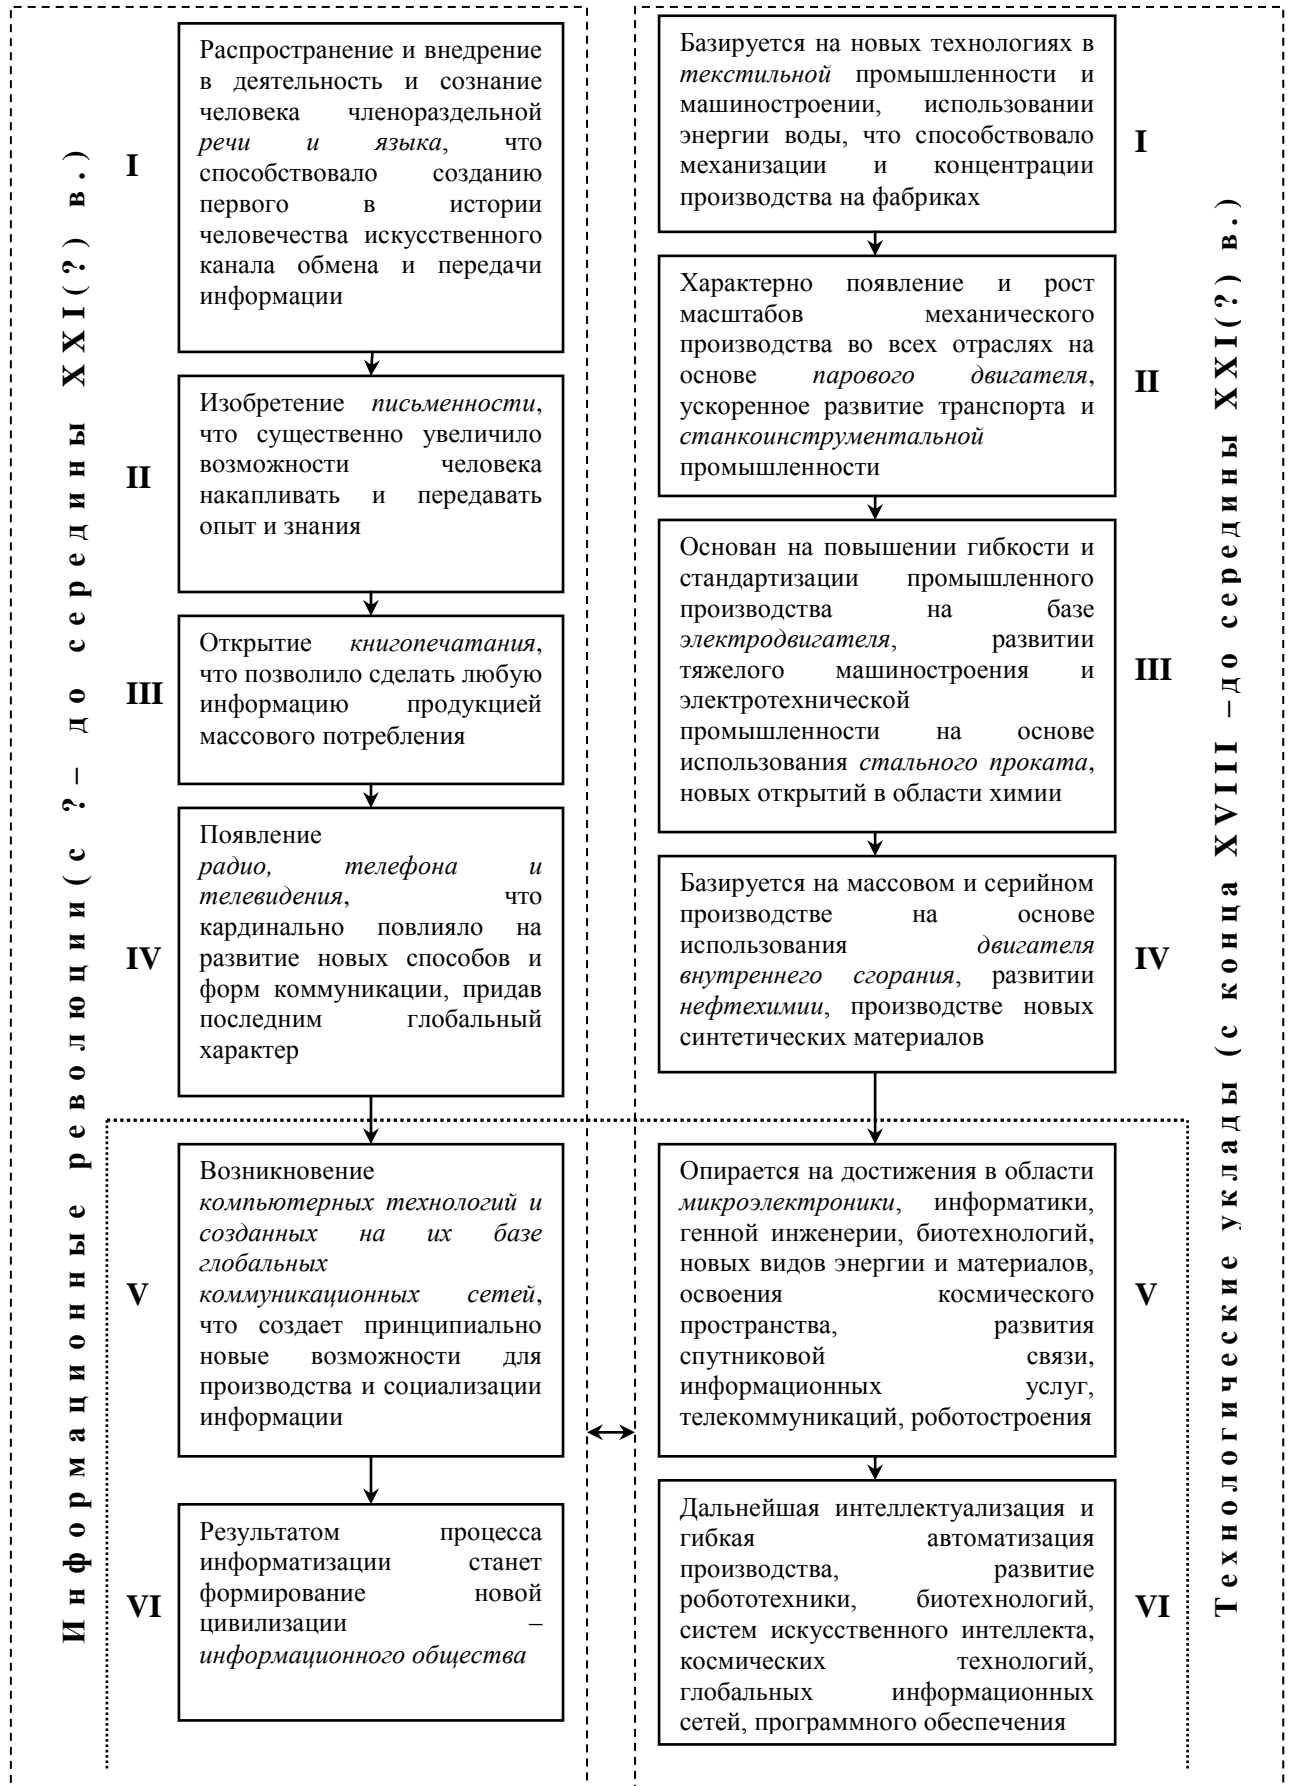 Информационные революции(с ?– до середины XXI(?) в.)
I
Распространение и внедрение
в деятельность и сознание
человека членораздельной
речи и языка, что
способствовало созданию
первого в истории
человечества искусственного
канала обмена и передачи
информации
II
Изобретение письменности,
что существенно увеличило
возможности человека
накапливать и передавать
опыт и знания
III
Открытие книгопечатания,
что позволило сделать любую
информацию продукцией
массового потребления
IV
Появление
радио, телефона и
телевидения, что
кардинально повлияло на
развитие новых способов и
форм коммуникации, придав
последним глобальный
характер
V
Возникновение
компьютерных технологий и
созданных на их базе
глобальных
коммуникационных сетей,
что создает принципиально
новые возможности для
производства и социализации
информации
VI
Результатом процесса
информатизации станет
формирование новой
цивилизации –
информационного общества
Базируется на новых технологиях в
текстильной промышленности и
машиностроении, использовании
энергии воды, что способствовало
механизации и концентрации
производства на фабриках
I
Характерно появление и рост
масштабов механического
производства во всех отраслях на
основе парового двигателя,
ускоренное развитие транспорта и
станкоинструментальной
промышленности
II
Основан на повышении гибкости и
стандартизации промышленного
производства на базе
электродвигателя, развитии
тяжелого машиностроения и
электротехнической
промышленности на основе
использования стального проката,
новых открытий в области химии
III
Базируется на массовом и серийном
производстве на основе
использования двигателя
внутреннего сгорания, развитии
нефтехимии, производстве новых
синтетических материалов
IV
Опирается на достижения в области
микроэлектроники, информатики,
генной инженерии, биотехнологий,
новых видов энергии и материалов,
освоения космического
пространства, развития
спутниковой связи,
информационных услуг,
телекоммуникаций, роботостроения
V
Дальнейшая интеллектуализация и
гибкая автоматизация
производства, развитие
робототехники, биотехнологий,
систем искусственного интеллекта,
космических технологий,
глобальных информационных
сетей, программного обеспечения
VI
Технологические уклады (с конца XVIII –до середины XXI(?) в.)